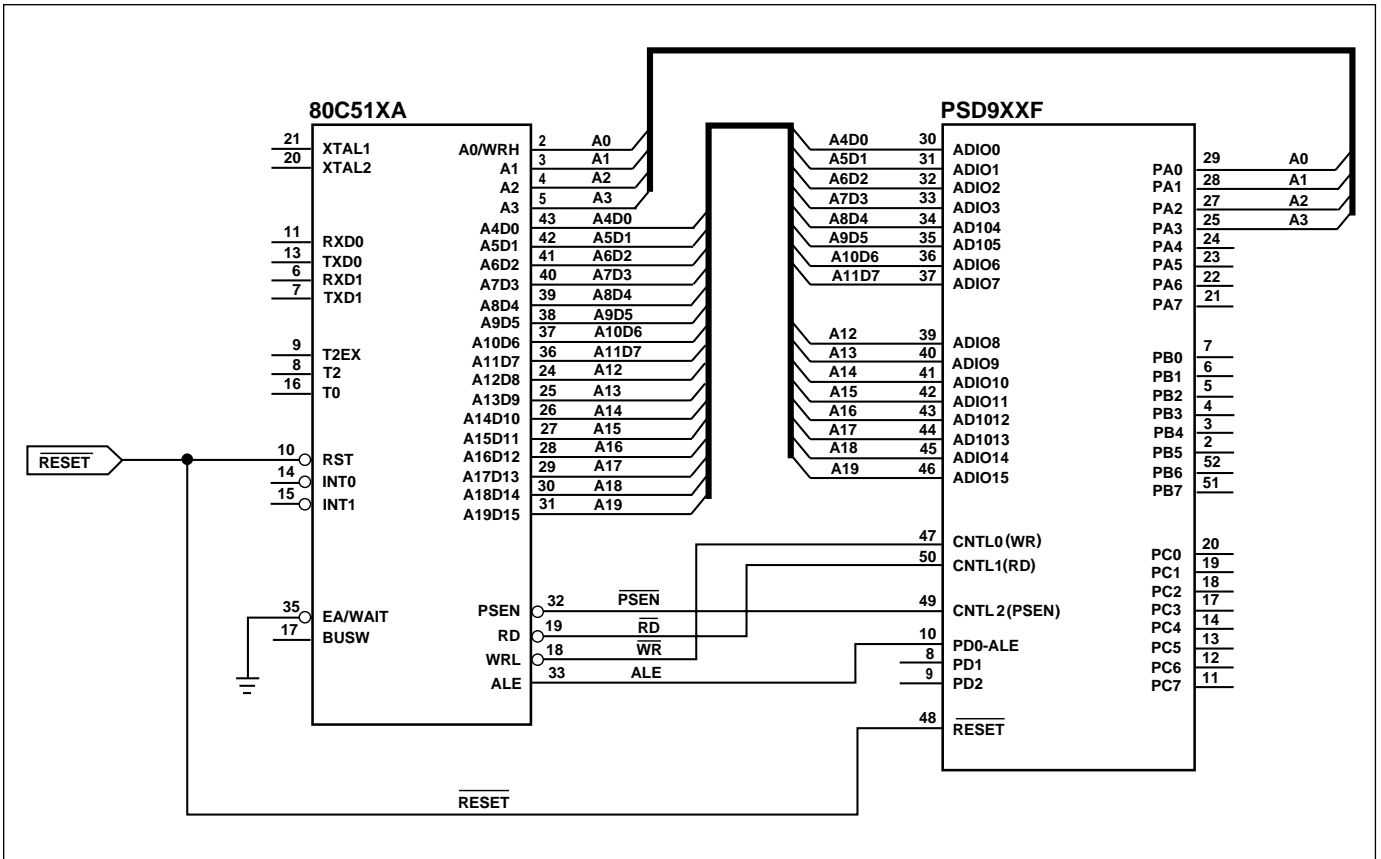 80C51XA
PSD9XXF
21 XTAL1
20 XTAL2
11 RXD0
13 TXD0
6 RXD1
7 TXD1
9 T2EX
8 T2
16 T0
RESET
10 RST
14 INT0
15 INT1
35 EA/WAIT
17 BUSW
A0/WRH 2 A0
A1 3 A1
A2 4 A2
A3 5 A3
A4D0 43 A4D0
A5D1 42 A5D1
A6D2 41 A6D2
A7D3 40 A7D3
A8D4 39 A8D4
A9D5 38 A9D5
A10D6 37 A10D6
A11D7 36 A11D7
A12D8 24 A12
A13D9 25 A13
A14D10 26 A14
A15D11 27 A15
A16D12 28 A16
A17D13 29 A17
A18D14 30 A18
A19D15 31 A19
PSEN 32 PSEN
RD 19 RD
WRL 18 WR
ALE 33 ALE
A4D0 30 ADIO0
A5D1 31 ADIO1
A6D2 32 ADIO2
A7D3 33 ADIO3
A8D4 34 AD104
A9D5 35 AD105
A10D6 36 ADIO6
A11D7 37 ADIO7
A12 39 ADIO8
A13 40 ADIO9
A14 41 ADIO10
A15 42 ADIO11
A16 43 AD1012
A17 44 AD1013
A18 45 ADIO14
A19 46 ADIO15
47 CNTL0(WR)
50 CNTL1(RD)
49 CNTL2(PSEN)
10 PD0-ALE
8 PD1
9 PD2
48 RESET
PA0 29 A0
PA1 28 A1
PA2 27 A2
PA3 25 A3
PA4 24
PA5 23
PA6 22
PA7 21
PB0 7
PB1 6
PB2 5
PB3 4
PB4 3
PB5 2
PB6 52
PB7 51
PC0 20
PC1 19
PC2 18
PC3 17
PC4 14
PC5 13
PC6 12
PC7 11
RESET